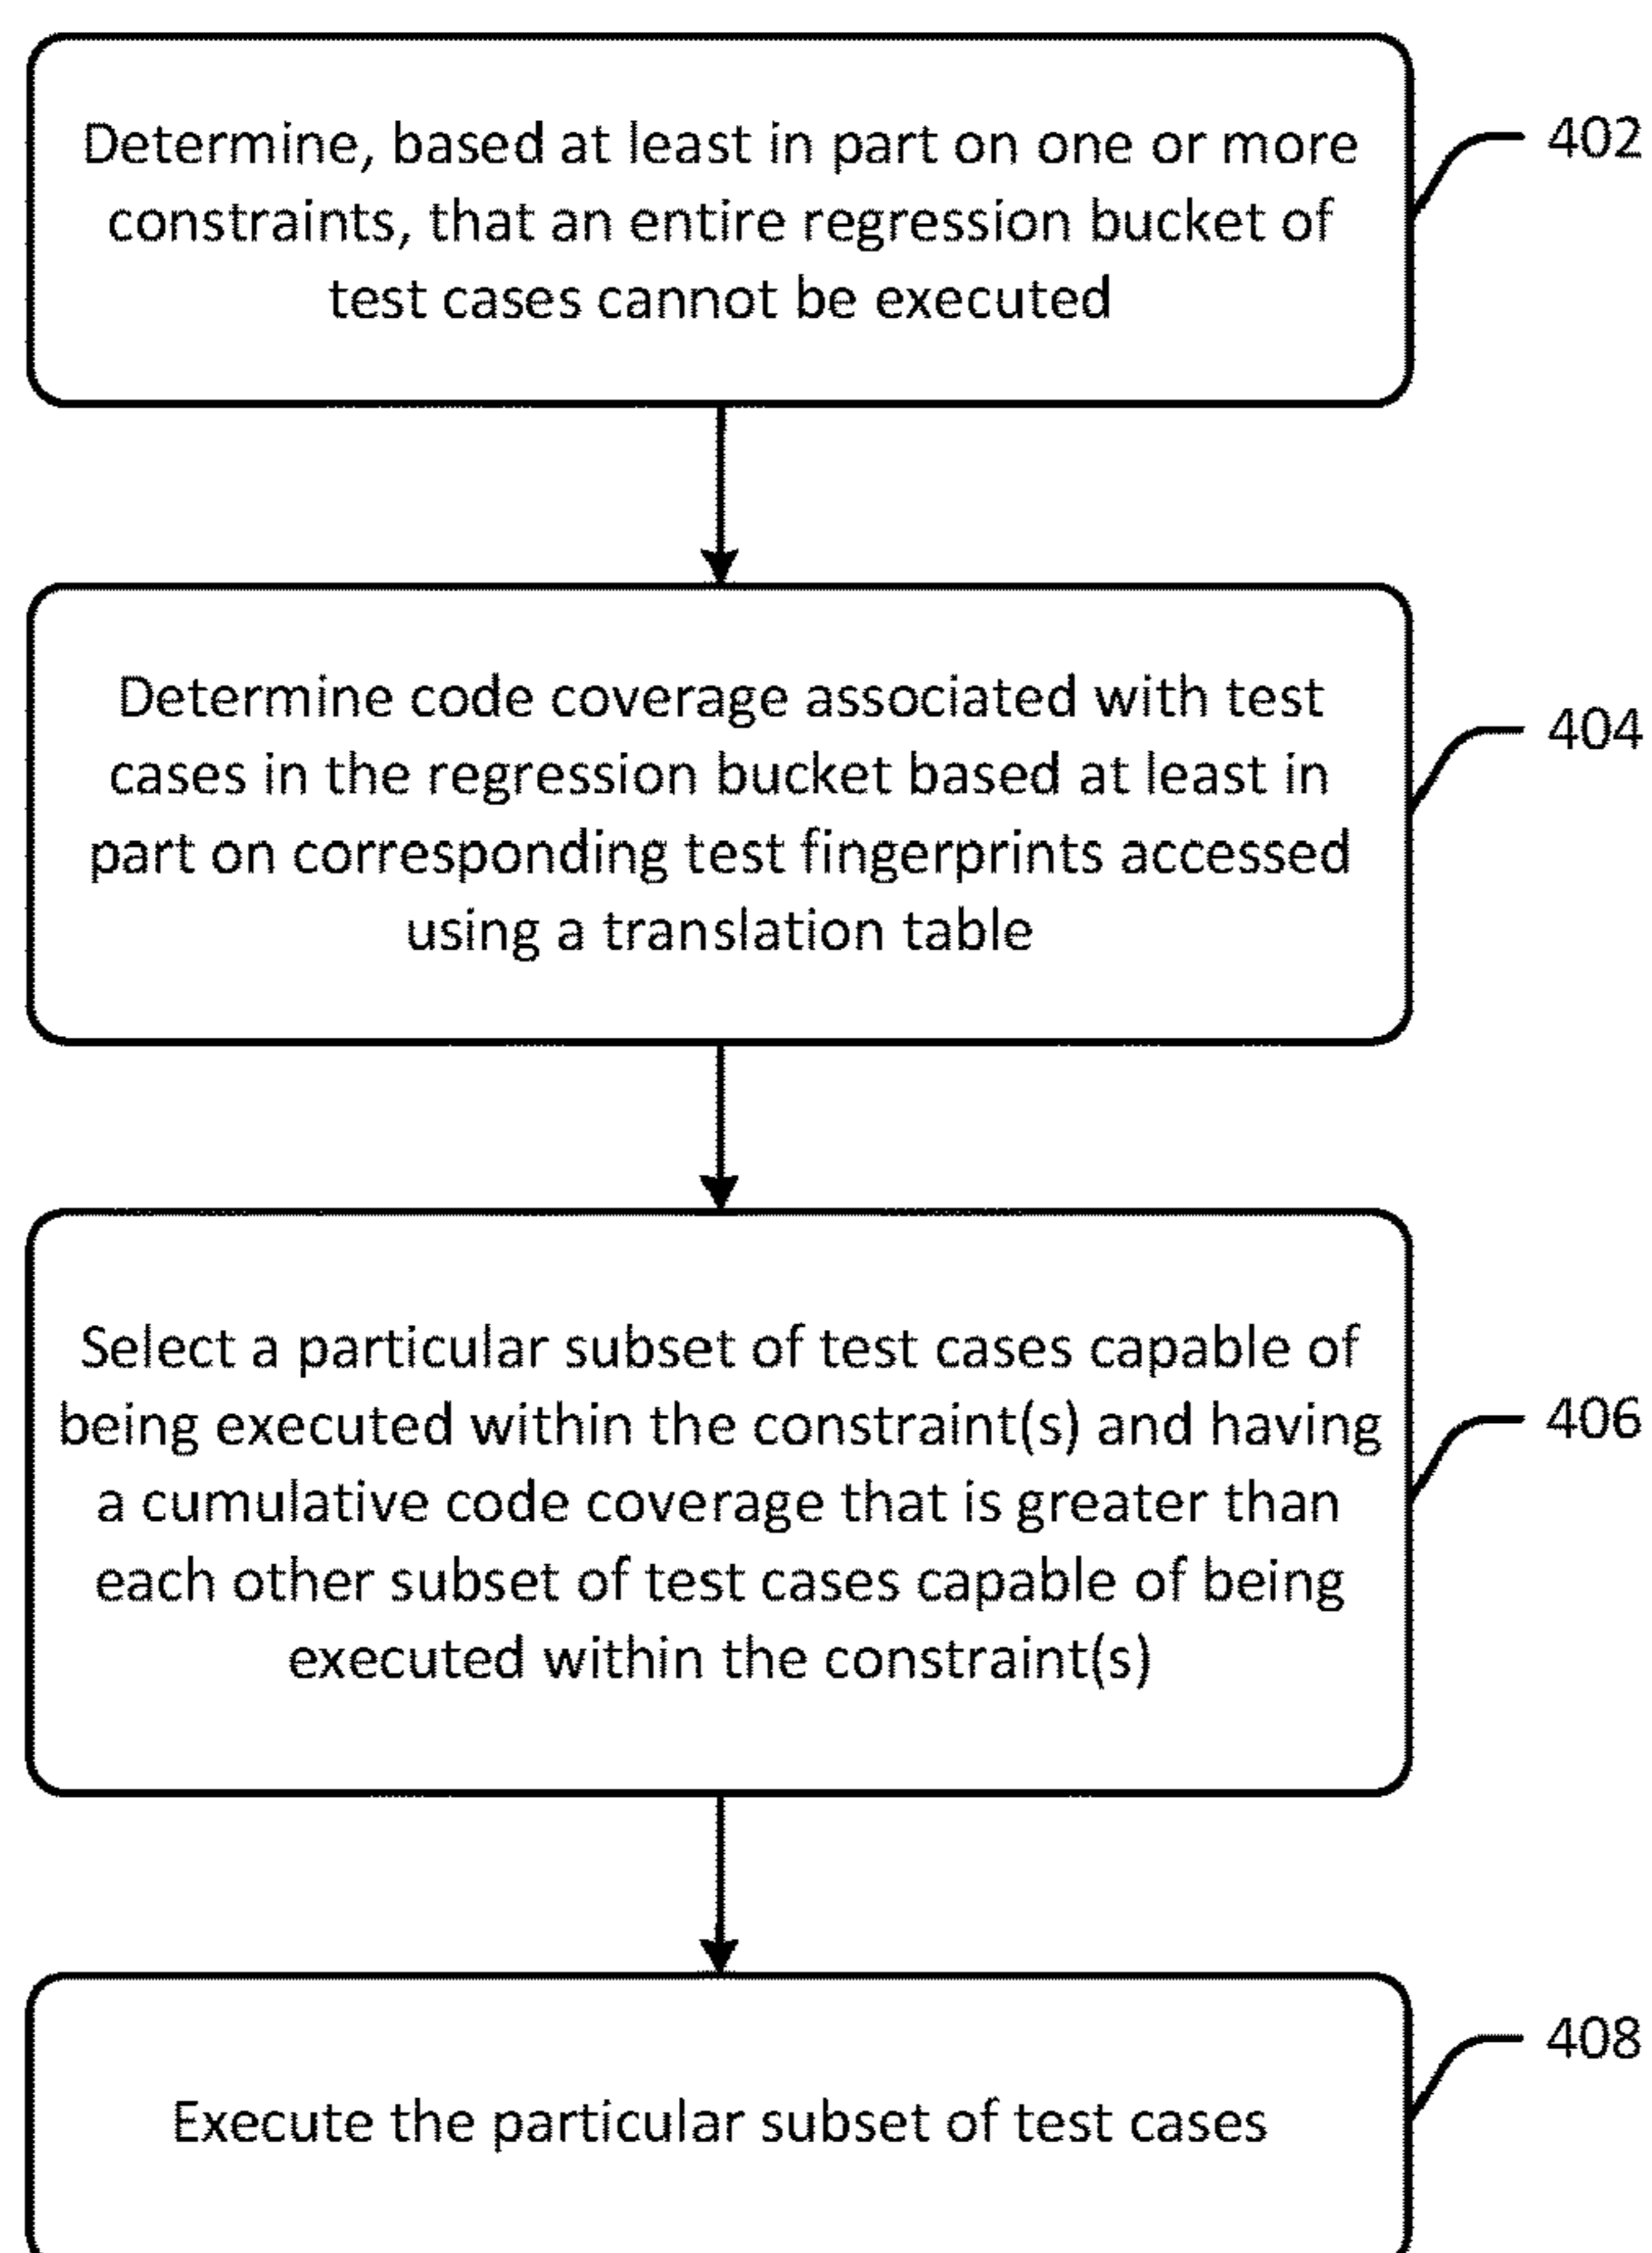 Determine, based at least in part on one or more
constraints, that an entire regression bucket of
test cases cannot be executed
402
Determine code coverage associated with test
cases in the regression bucket based at least in
part on corresponding test fingerprints accessed
using a translation table
404
Select a particular subset of test cases capable of
being executed within the constraint(s) and having
a cumulative code coverage that is greater than
each other subset of test cases capable of being
executed within the constraint(s)
406
Execute the particular subset of test cases
408